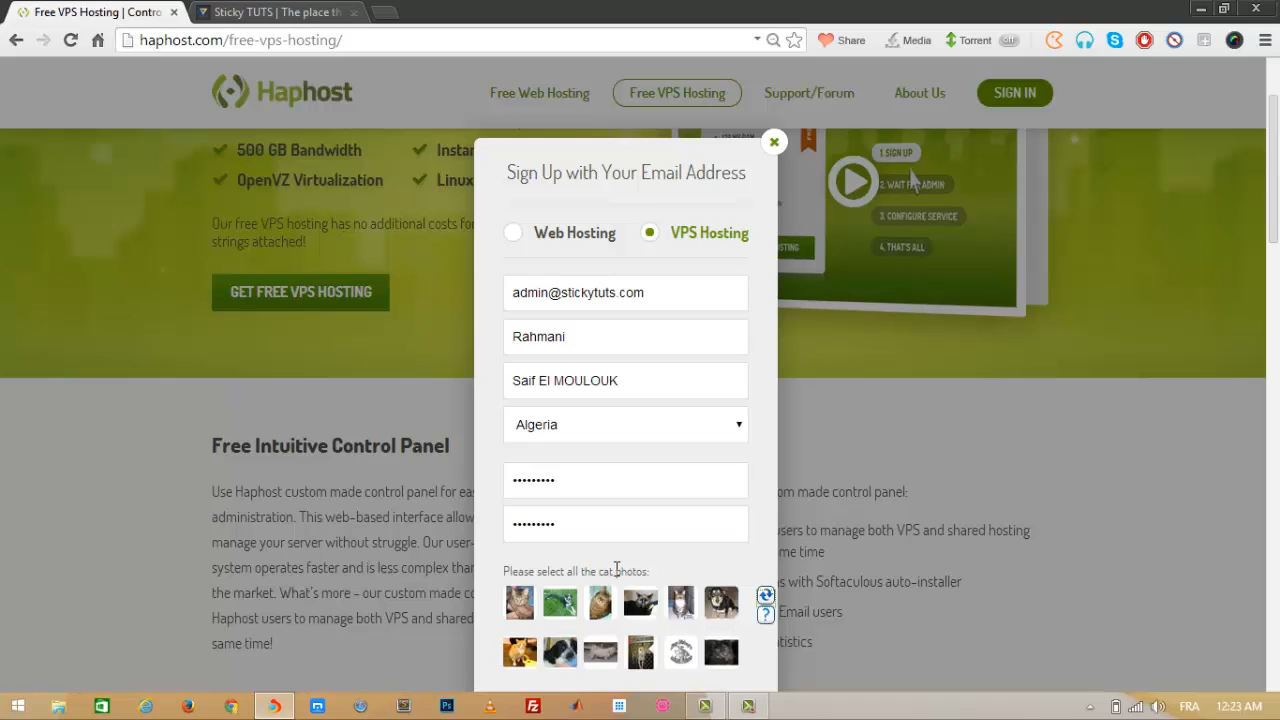 Free VPS Hosting | Contro
Sticky TUTS | The place th
haphost.com/free-vps-hosting/
Share
Media
Torrent
Haphost
Free Web Hosting
Free VPS Hosting
Support/Forum
About Us
SIGN IN
500 GB Bandwidth
Instan
OpenVZ Virtualization
Linux
Our free VPS hosting has no additional costs for
strings attached!
GET FREE VPS HOSTING
1. SIGN UP
3. CONFIGURE SERVICE
4. THAT'S ALL
Sign Up with Your Email Address
Web Hosting
VPS Hosting
admin@stickytuts.com
Rahmani
Saif El MOULOUK
Algeria
Please select all the cat photos:
Free Intuitive Control Panel
Use Haphost custom made control panel for eas
administration. This web-based interface allow
manage your server without struggle. Our user-
system operates faster and is less complex than
the market. What's more – our custom made co
Haphost users to manage both VPS and shared
same time!
om made control panel:
users to manage both VPS and shared hosting
me time
s with Softaculous auto-installer
Email users
tistics
FRA
12:23 AM